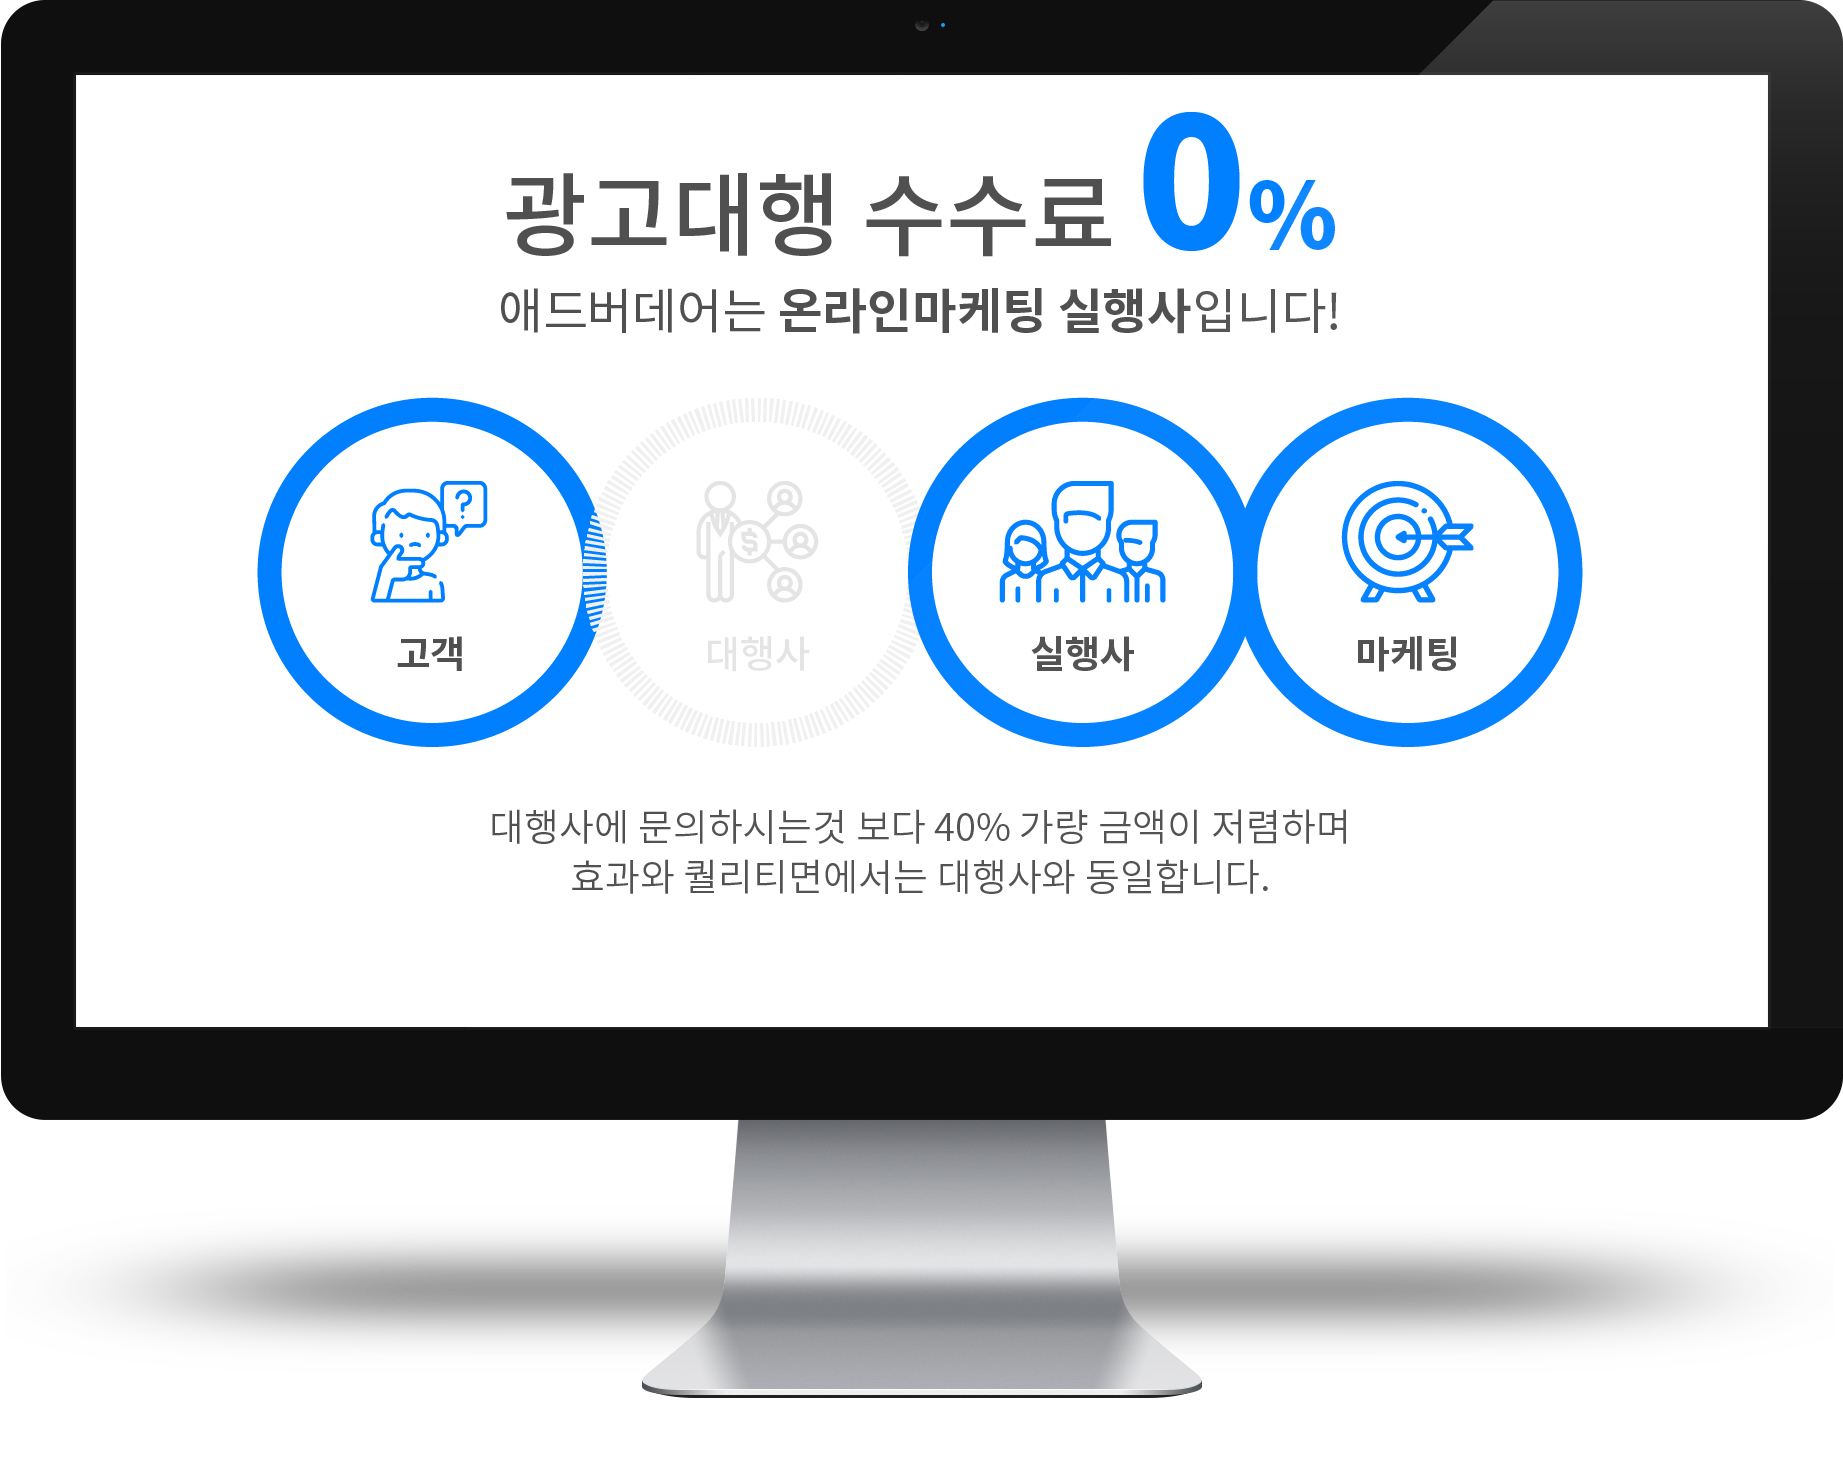 광고대행 수수료 0%
애드버데어는 온라인마케팅 실행사입니다!
?
$
고객
대행사
실행사
마케팅
대행사에 문의하시는것 보다 40% 가량 금액이 저렴하며
효과와 퀄리티면에서는 대행사와 동일합니다.